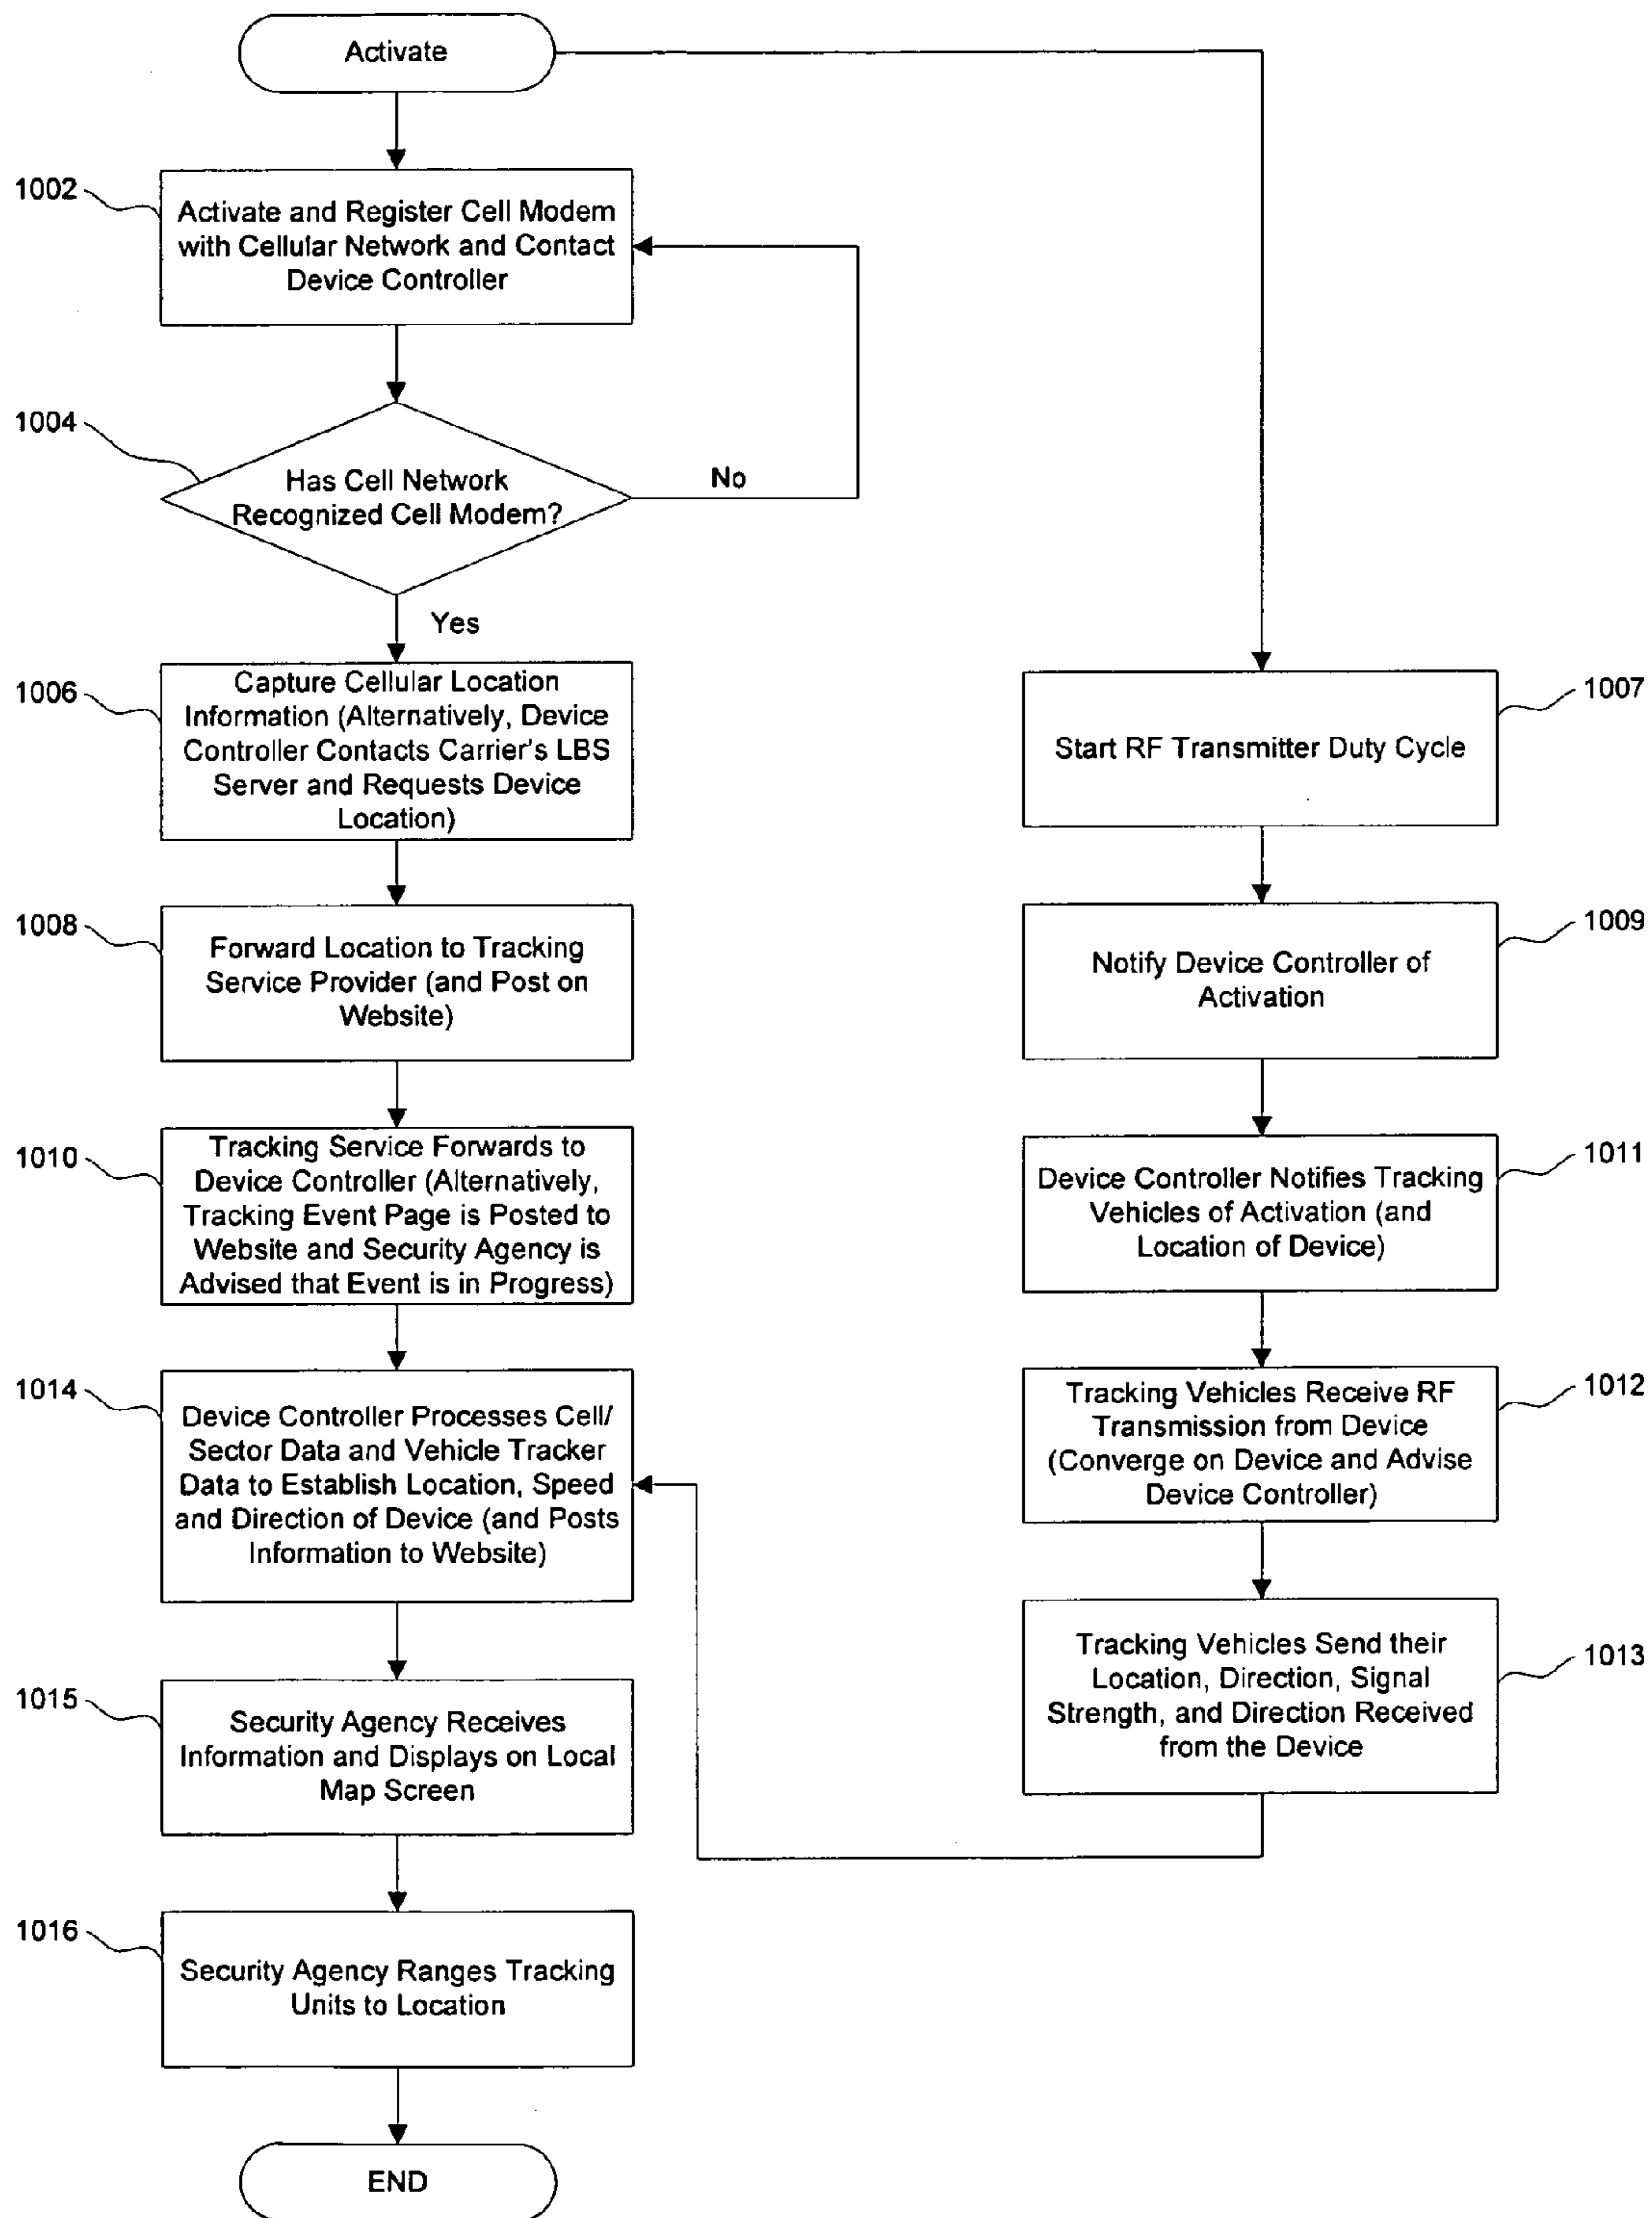 Activate
1002
Activate and Register Cell Modem
with Cellular Network and Contact
Device Controller
1004
Has Cell Network
Recognized Cell Modem?
No
Yes
1006
Capture Cellular Location
Information (Alternatively, Device
Controller Contacts Carrier's LBS
Server and Requests Device
Location)
1008
Forward Location to Tracking
Service Provider (and Post on
Website)
1010
Tracking Service Forwards to
Device Controller (Alternatively,
Tracking Event Page is Posted to
Website and Security Agency is
Advised that Event is in Progress)
1014
Device Controller Processes Cell/
Sector Data and Vehicle Tracker
Data to Establish Location, Speed
and Direction of Device (and Posts
Information to Website)
1015
Security Agency Receives
Information and Displays on Local
Map Screen
1016
Security Agency Ranges Tracking
Units to Location
END
1007
Start RF Transmitter Duty Cycle
1009
Notify Device Controller of
Activation
1011
Device Controller Notifies Tracking
Vehicles of Activation (and
Location of Device)
1012
Tracking Vehicles Receive RF
Transmission from Device
(Converge on Device and Advise
Device Controller)
1013
Tracking Vehicles Send their
Location, Direction, Signal
Strength, and Direction Received
from the Device